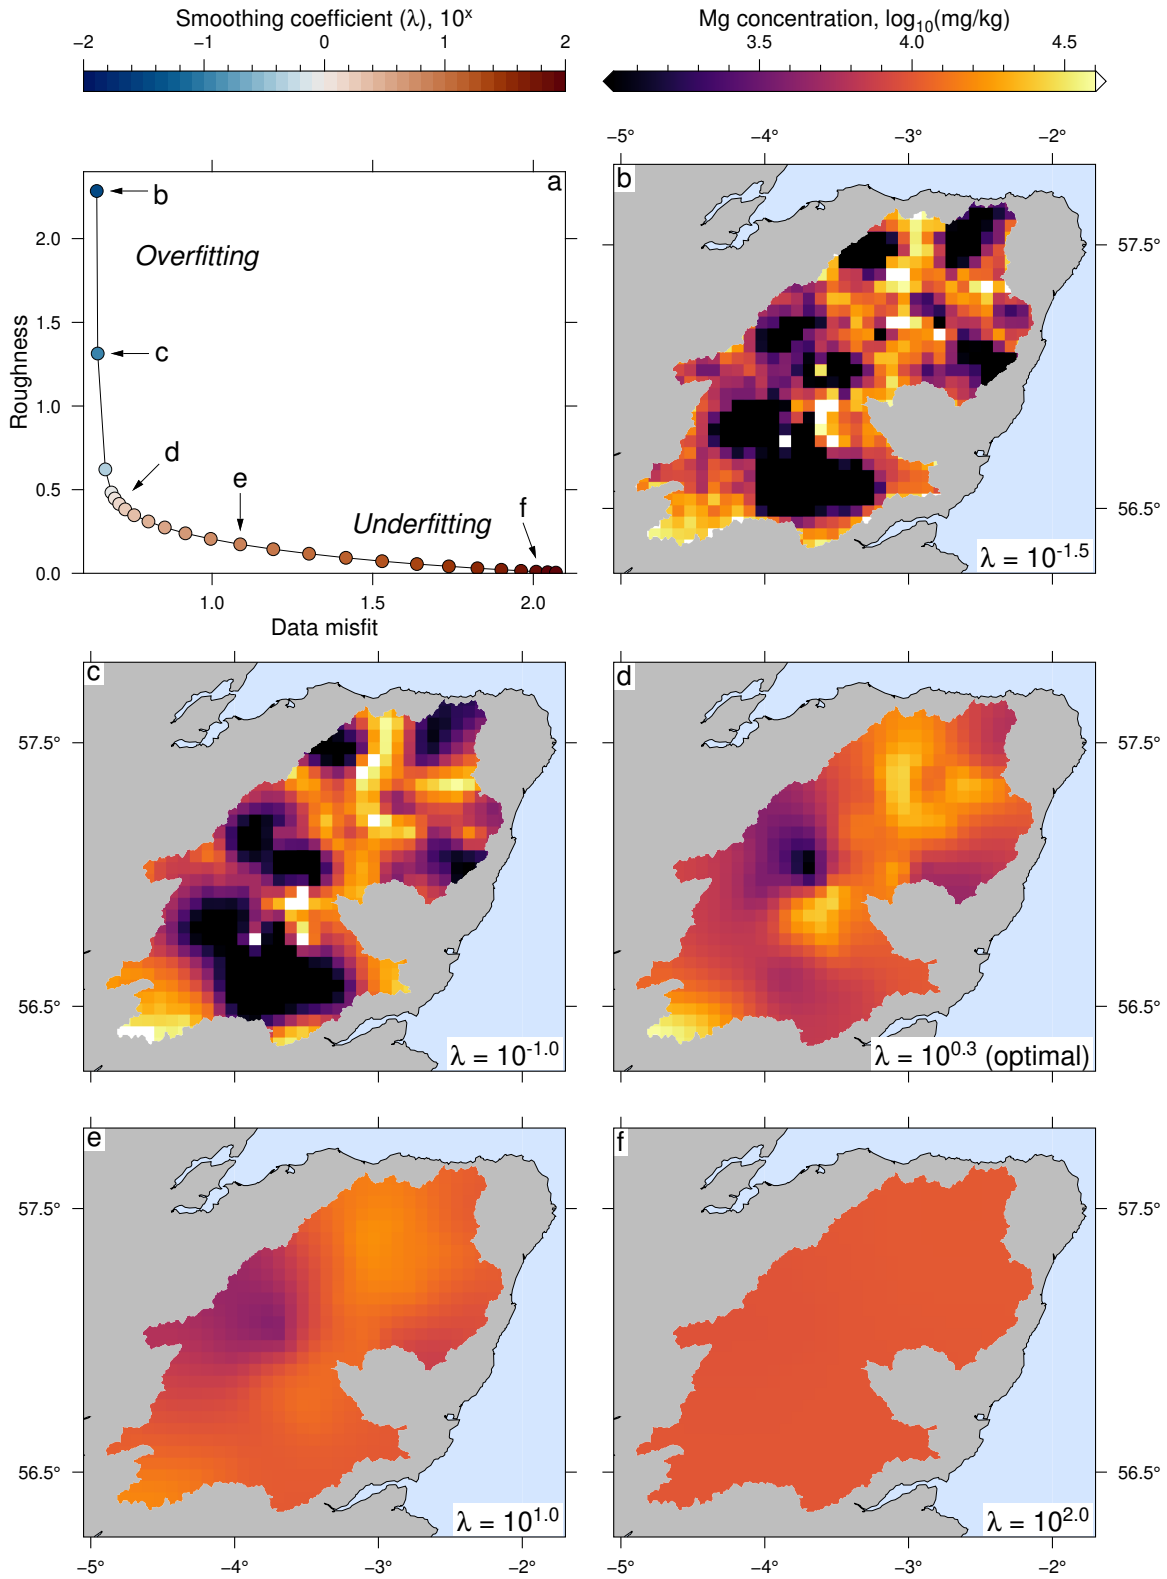 Smoothing coefficient (λ), 10ˣ
−2 −1 0 1 2
Mg concentration, log₁₀(mg/kg)
3.5 4.0 4.5
a
b
Overfitting
c
d
e
Underfitting
f
Roughness
2.0
1.5
1.0
0.5
0.0
1.0 1.5 2.0
Data misfit
−5° −4° −3° −2°
b
57.5°
56.5°
λ = 10⁻¹·⁵
c
57.5°
56.5°
λ = 10⁻¹·⁰
d
57.5°
56.5°
λ = 10⁰·³ (optimal)
e
57.5°
56.5°
λ = 10¹·⁰
−5° −4° −3° −2°
f
57.5°
56.5°
λ = 10²·⁰
−5° −4° −3° −2°